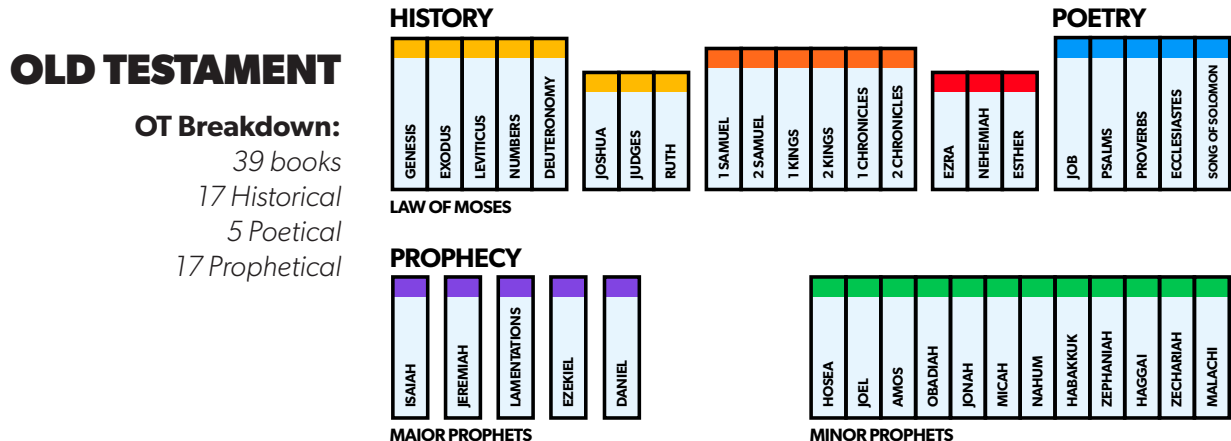 OLD TESTAMENT
OT Breakdown:
39 books
17 Historical
5 Poetical
17 Prophetical
HISTORY
GENESIS
EXODUS
LEVITICUS
NUMBERS
DEUTERONOMY
LAW OF MOSES
JOSHUA
JUDGES
RUTH
1 SAMUEL
2 SAMUEL
1 KINGS
2 KINGS
1 CHRONICLES
2 CHRONICLES
EZRA
NEHEMIAH
ESTHER
POETRY
JOB
PSALMS
PROVERBS
ECCLESIASTES
SONG OF SOLOMON
PROPHECY
ISAIAH
JEREMIAH
LAMENTATIONS
EZEKIEL
DANIEL
MAJOR PROPHETS
HOSEA
JOEL
AMOS
OBADIAH
JONAH
MICAH
NAHUM
HABAKKUK
ZEPHANIAH
HAGGAI
ZECHARIAH
MALACHI
MINOR PROPHETS